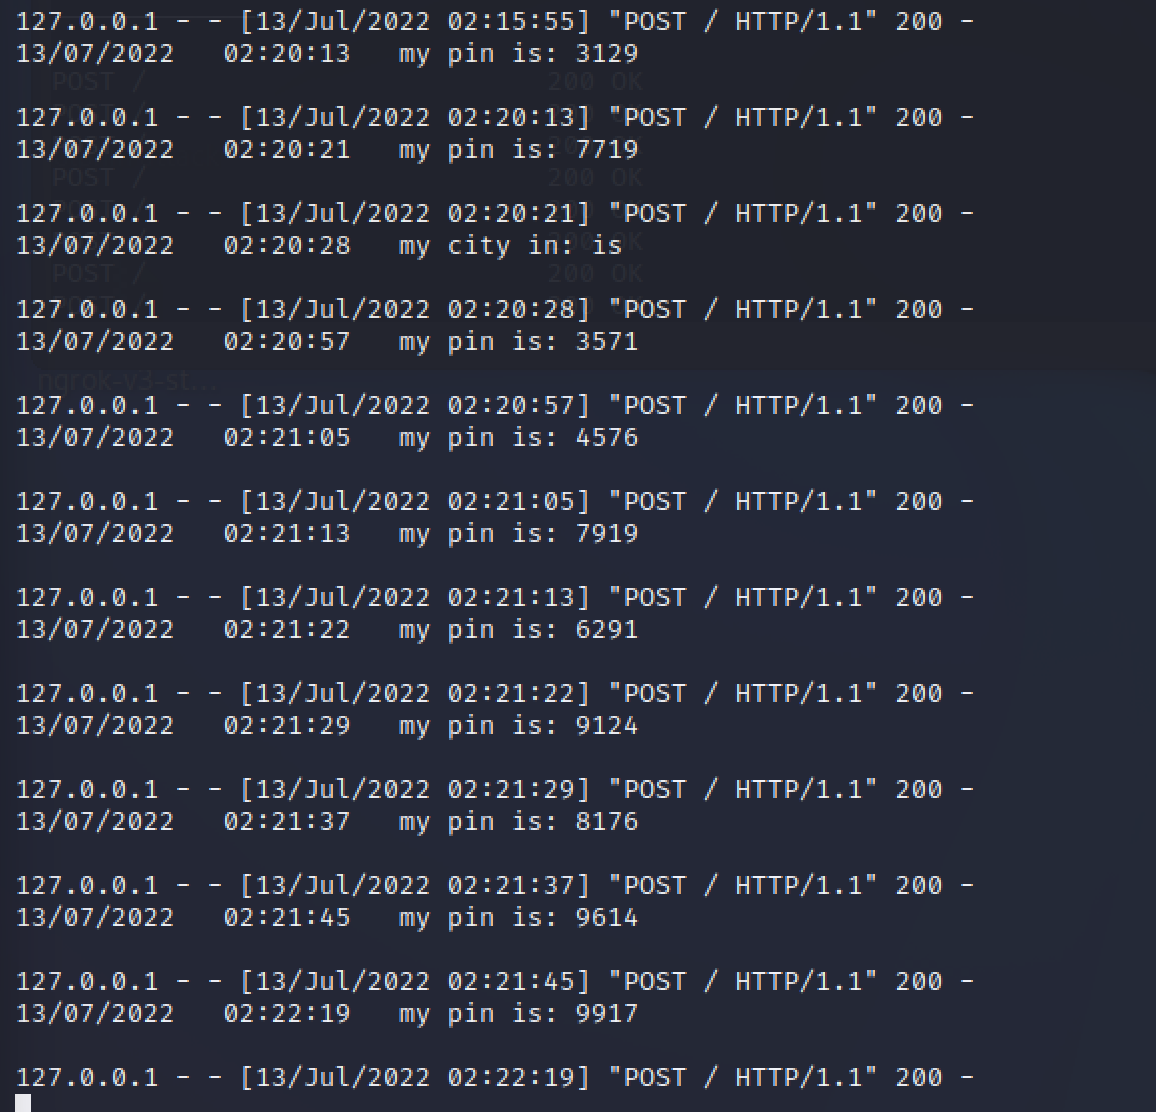 127.0.0.1 - - [13/Jul/2022 02:15:55] "POST / HTTP/1.1" 200 -
13/07/2022   02:20:13   my pin is: 3129
POST /   200 OK
127.0.0.1 - - [13/Jul/2022 02:20:13] "POST / HTTP/1.1" 200 -
13/07/2022   02:20:21   my pin is: 7719
POST /   200 OK
127.0.0.1 - - [13/Jul/2022 02:20:21] "POST / HTTP/1.1" 200 -
13/07/2022   02:20:28   my city in: is
POST /   200 OK
127.0.0.1 - - [13/Jul/2022 02:20:28] "POST / HTTP/1.1" 200 -
13/07/2022   02:20:57   my pin is: 3571
ngrok-v3-st...
127.0.0.1 - - [13/Jul/2022 02:20:57] "POST / HTTP/1.1" 200 -
13/07/2022   02:21:05   my pin is: 4576
127.0.0.1 - - [13/Jul/2022 02:21:05] "POST / HTTP/1.1" 200 -
13/07/2022   02:21:13   my pin is: 7919
127.0.0.1 - - [13/Jul/2022 02:21:13] "POST / HTTP/1.1" 200 -
13/07/2022   02:21:22   my pin is: 6291
127.0.0.1 - - [13/Jul/2022 02:21:22] "POST / HTTP/1.1" 200 -
13/07/2022   02:21:29   my pin is: 9124
127.0.0.1 - - [13/Jul/2022 02:21:29] "POST / HTTP/1.1" 200 -
13/07/2022   02:21:37   my pin is: 8176
127.0.0.1 - - [13/Jul/2022 02:21:37] "POST / HTTP/1.1" 200 -
13/07/2022   02:21:45   my pin is: 9614
127.0.0.1 - - [13/Jul/2022 02:21:45] "POST / HTTP/1.1" 200 -
13/07/2022   02:22:19   my pin is: 9917
127.0.0.1 - - [13/Jul/2022 02:22:19] "POST / HTTP/1.1" 200 -